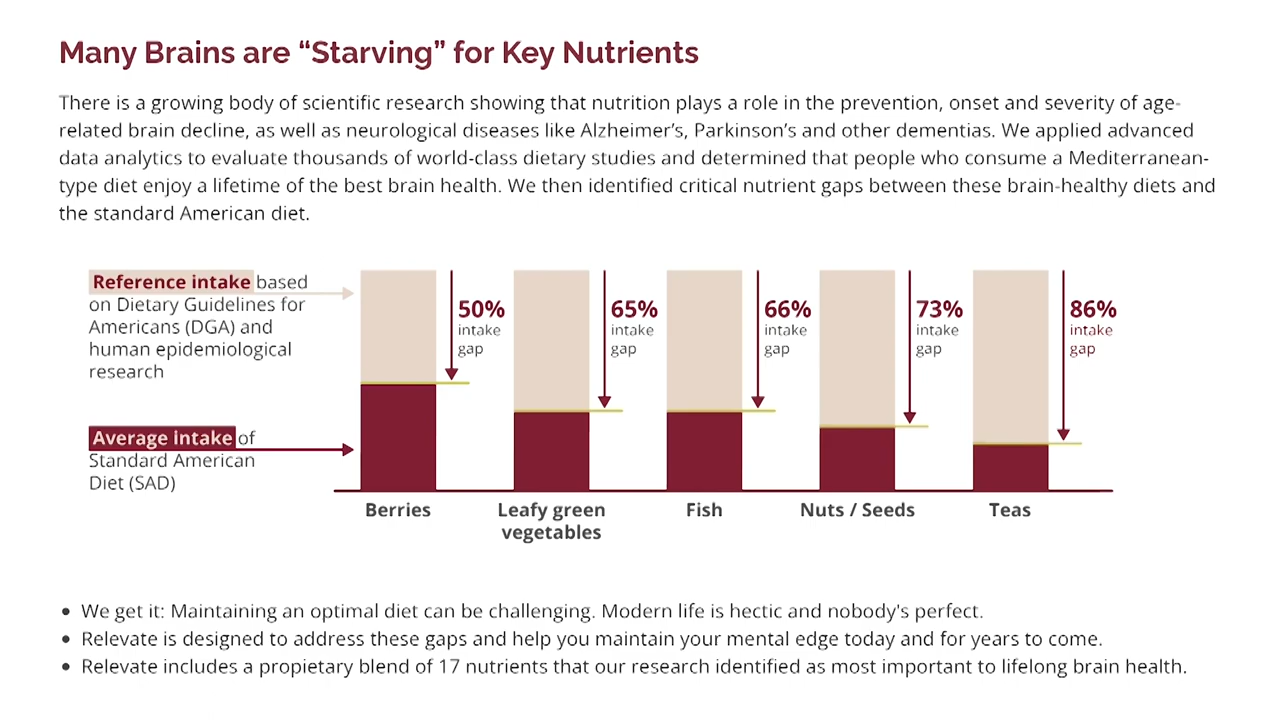 Many Brains are “Starving” for Key Nutrients
There is a growing body of scientific research showing that nutrition plays a role in the prevention, onset and severity of age-
related brain decline, as well as neurological diseases like Alzheimer’s, Parkinson’s and other dementias. We applied advanced
data analytics to evaluate thousands of world-class dietary studies and determined that people who consume a Mediterranean-
type diet enjoy a lifetime of the best brain health. We then identified critical nutrient gaps between these brain-healthy diets and
the standard American diet.
Reference intake based
on Dietary Guidelines for
Americans (DGA) and
human epidemiological
research
Average intake of
Standard American
Diet (SAD)
50%
intake
gap
65%
intake
gap
66%
intake
gap
73%
intake
gap
86%
intake
gap
Berries
Leafy green
vegetables
Fish
Nuts / Seeds
Teas
• We get it: Maintaining an optimal diet can be challenging. Modern life is hectic and nobody's perfect.
• Relevate is designed to address these gaps and help you maintain your mental edge today and for years to come.
• Relevate includes a propietary blend of 17 nutrients that our research identified as most important to lifelong brain health.